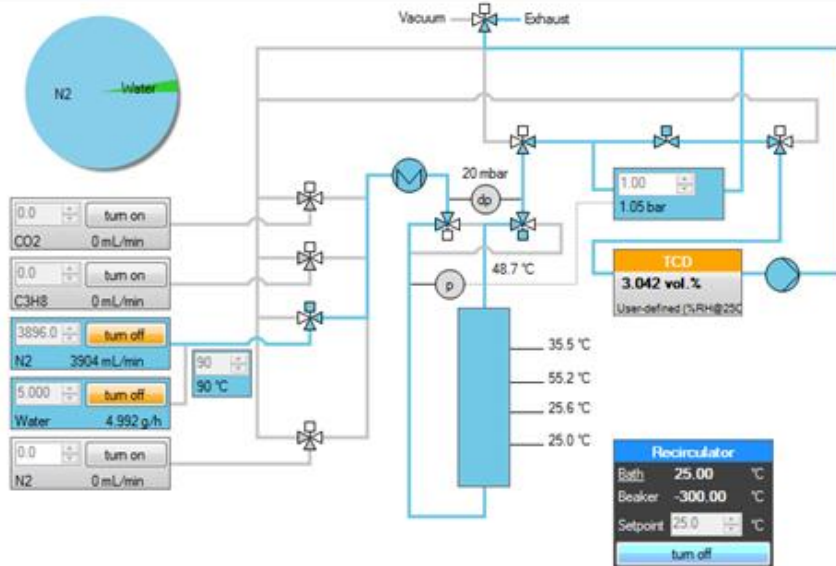 Vacuum
Exhaust
N2
Water
20 mbar
dp
1.00
1.05 bar
0.0
turn on
CO2
0 mL/min
0.0
turn on
C3H8
0 mL/min
3896.0
turn off
N2
3904 mL/min
5.000
turn off
Water
4.992 g/h
0.0
turn on
N2
0 mL/min
90
90 °C
M
p
48.7 °C
35.5 °C
55.2 °C
25.6 °C
25.0 °C
TCD
3.042 vol.%
User-defined (%RH@25C
Recirculator
Bath 25.00 °C
Beaker -300.00 °C
Setpoint 25.0 °C
turn off